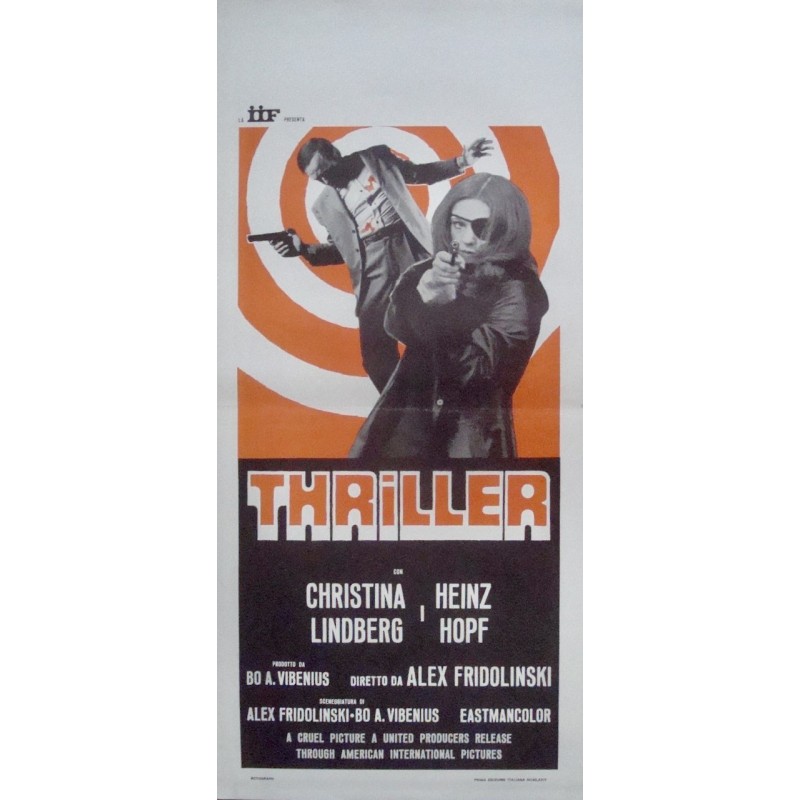 LA iiF PRESENTA
THRiLLER
CON
CHRISTINA LINDBERG | HEINZ HOPF
PRODOTTO DA
BO A. VIBENIUS DIRETTO DA ALEX FRIDOLINSKI
SCENEGGIATURA DI
ALEX FRIDOLINSKI-BO A. VIBENIUS EASTMANCOLOR
A CRUEL PICTURE A UNITED PRODUCERS RELEASE
THROUGH AMERICAN INTERNATIONAL PICTURES